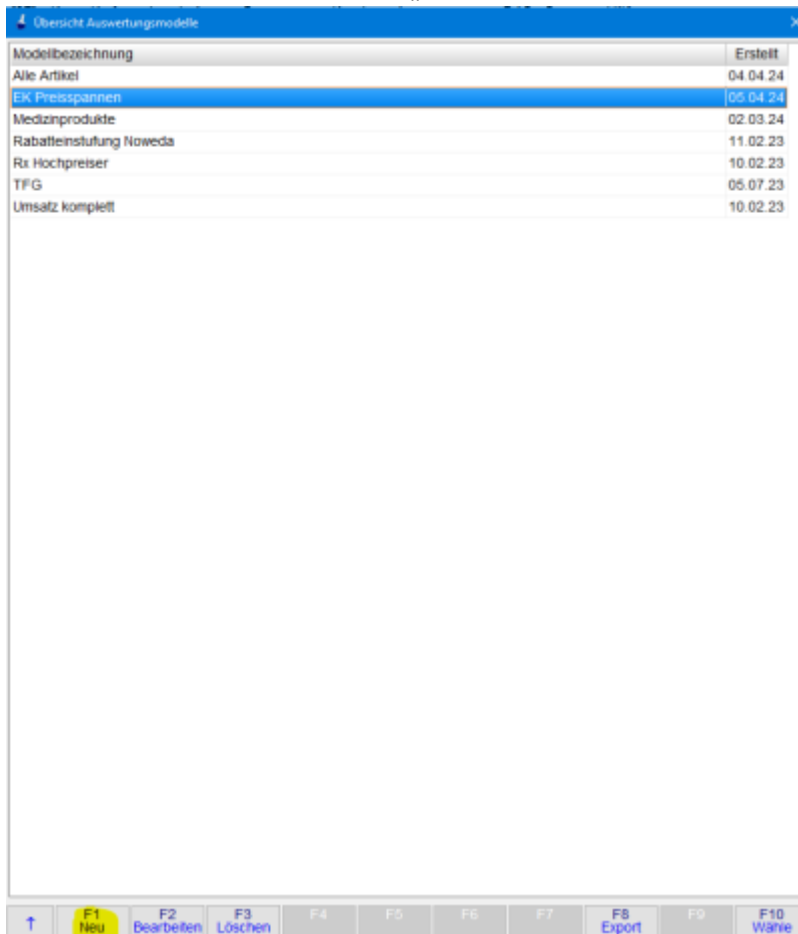 Übersicht Auswertungsmodelle
Modellbezeichnung Erstellt
Alle Artikel 04.04.24
EK Preisspannen 05.04.24
Medizinprodukte 02.03.24
Rabatteinstufung Noweda 11.02.23
Rx Hochpreiser 10.02.23
TFG 05.07.23
Umsatz komplett 10.02.23
↑ F1 F2 F3 F4 F5 F6 F7 F8 F9 F10
Neu Bearbeiten Löschen Export Wähle